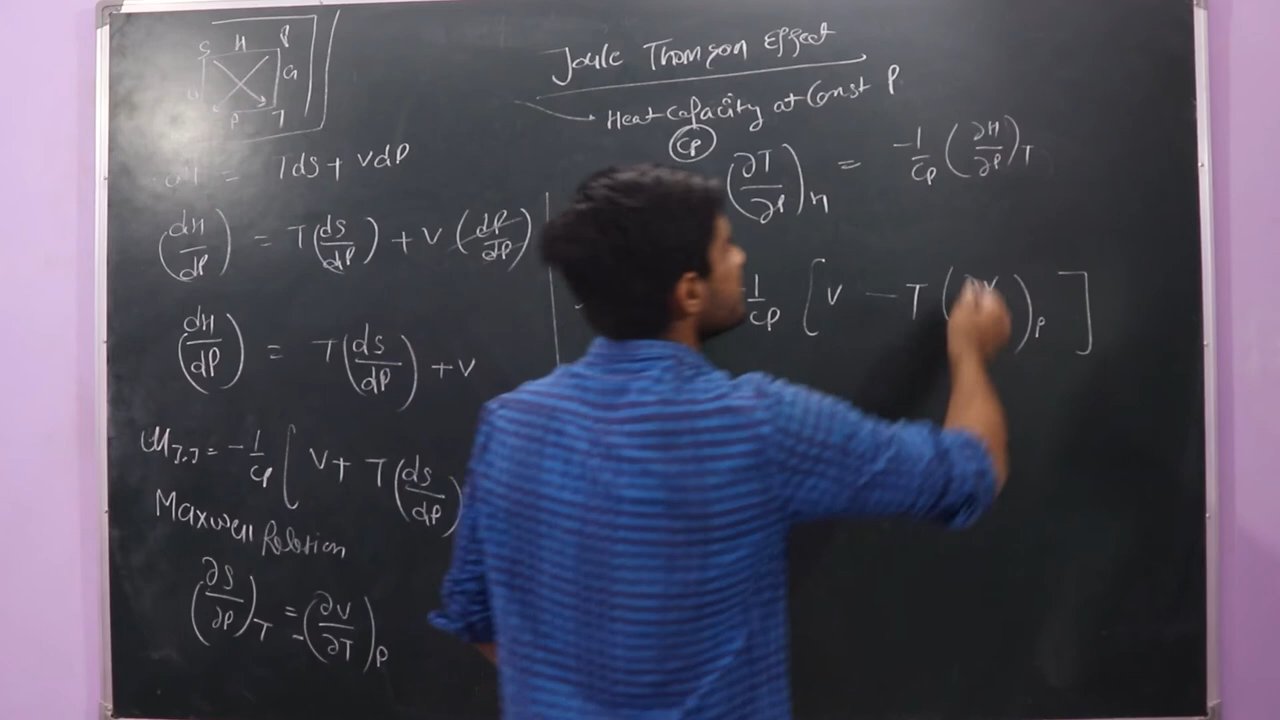 S H P
G
U
P T
Joule Thomson Effect
Heat Capacity at Const P
Cp
= Tds + vdP
(dH/dP) = T(ds/dP) + v(dP/dP)
(dH/dP) = T(ds/dP) + v
μJ.J = -1/Cp [ v + T(ds/dP)
Maxwell Relation
(∂S/∂P)T = -(∂V/∂T)P
(∂T/∂P)H = -1/Cp (∂H/∂P)T
1/Cp [ v - T( )P ]